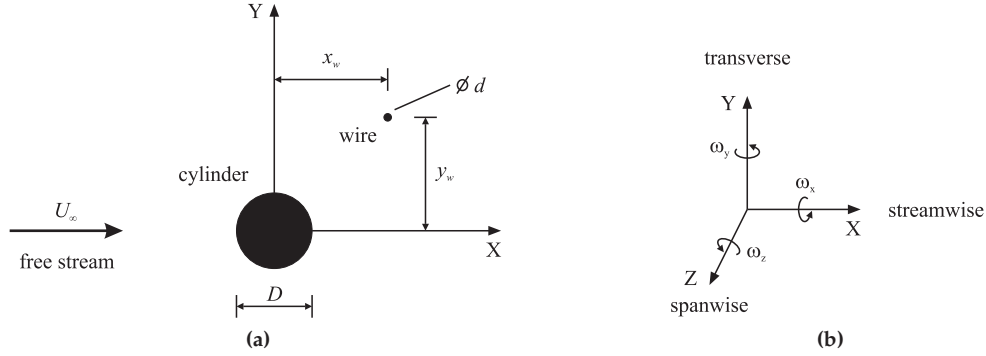 Y
x_w
ø d
wire
y_w
cylinder
U_∞
free stream
X
D
(a)
transverse
Y
ω_y
ω_x
streamwise
X
ω_z
Z
spanwise
(b)